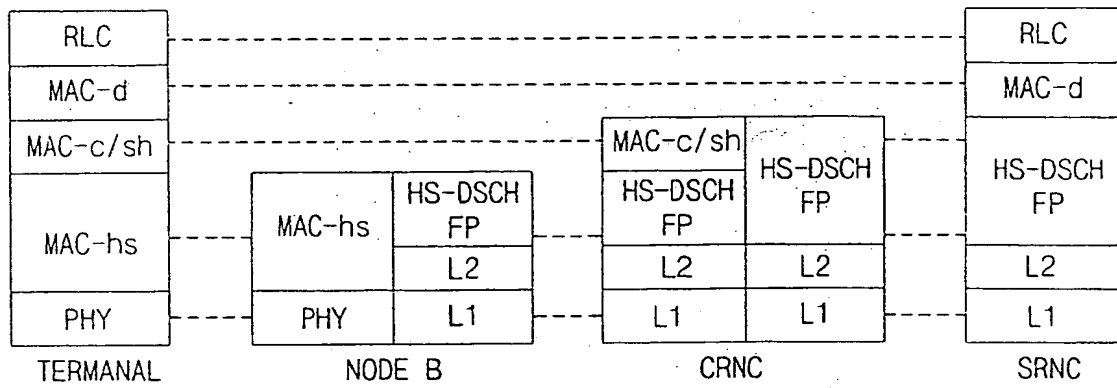 RLC
MAC-d
MAC-c/sh
MAC-hs
PHY
TERMANAL
MAC-hs
PHY
HS-DSCH
FP
L2
L1
NODE B
MAC-c/sh
HS-DSCH
FP
L2
L1
HS-DSCH
FP
L2
L1
CRNC
RLC
MAC-d
HS-DSCH
FP
L2
L1
SRNC